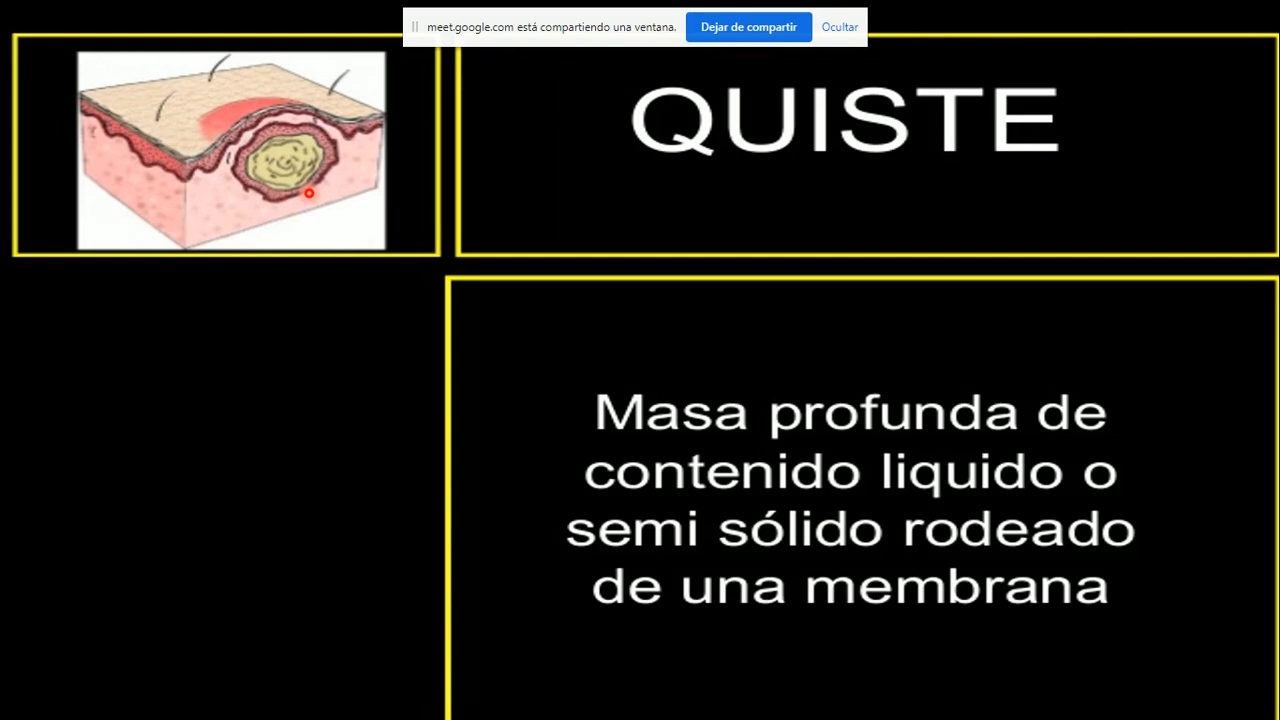 meet.google.com está compartiendo una ventana. Dejar de compartir Ocultar
QUISTE
Masa profunda de
contenido liquido o
semi sólido rodeado
de una membrana